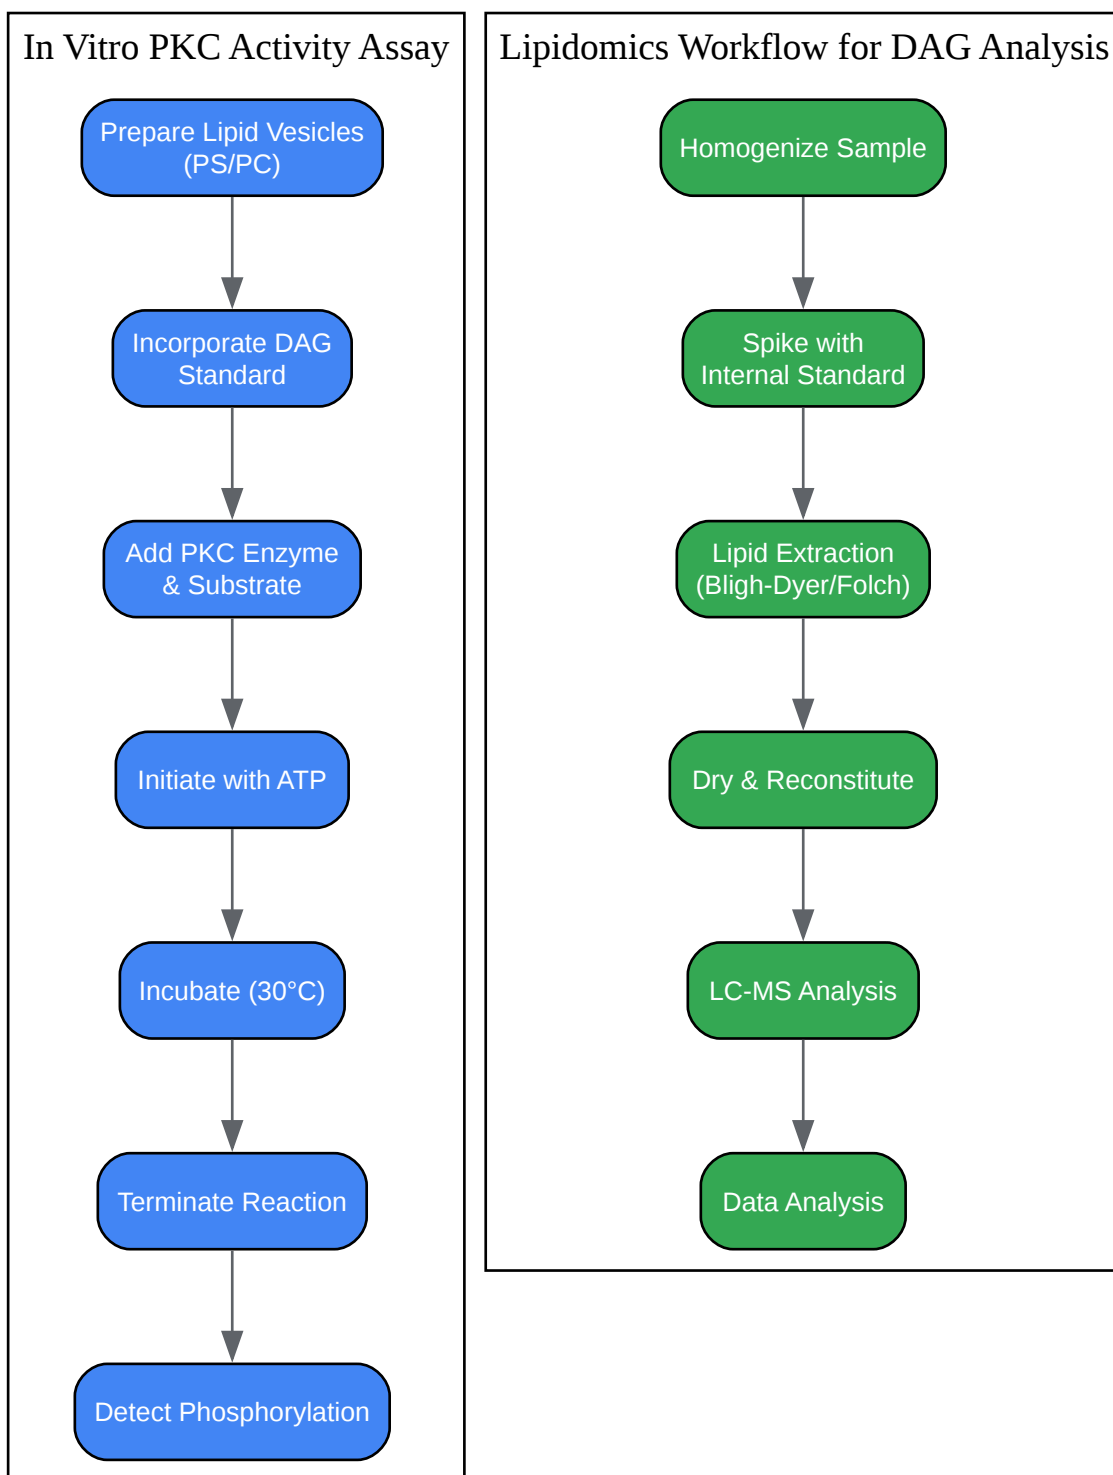 In Vitro PKC Activity Assay
Prepare Lipid Vesicles
(PS/PC)
Incorporate DAG
Standard
Add PKC Enzyme
& Substrate
Initiate with ATP
Incubate (30°C)
Terminate Reaction
Detect Phosphorylation
Lipidomics Workflow for DAG Analysis
Homogenize Sample
Spike with
Internal Standard
Lipid Extraction
(Bligh-Dyer/Folch)
Dry & Reconstitute
LC-MS Analysis
Data Analysis